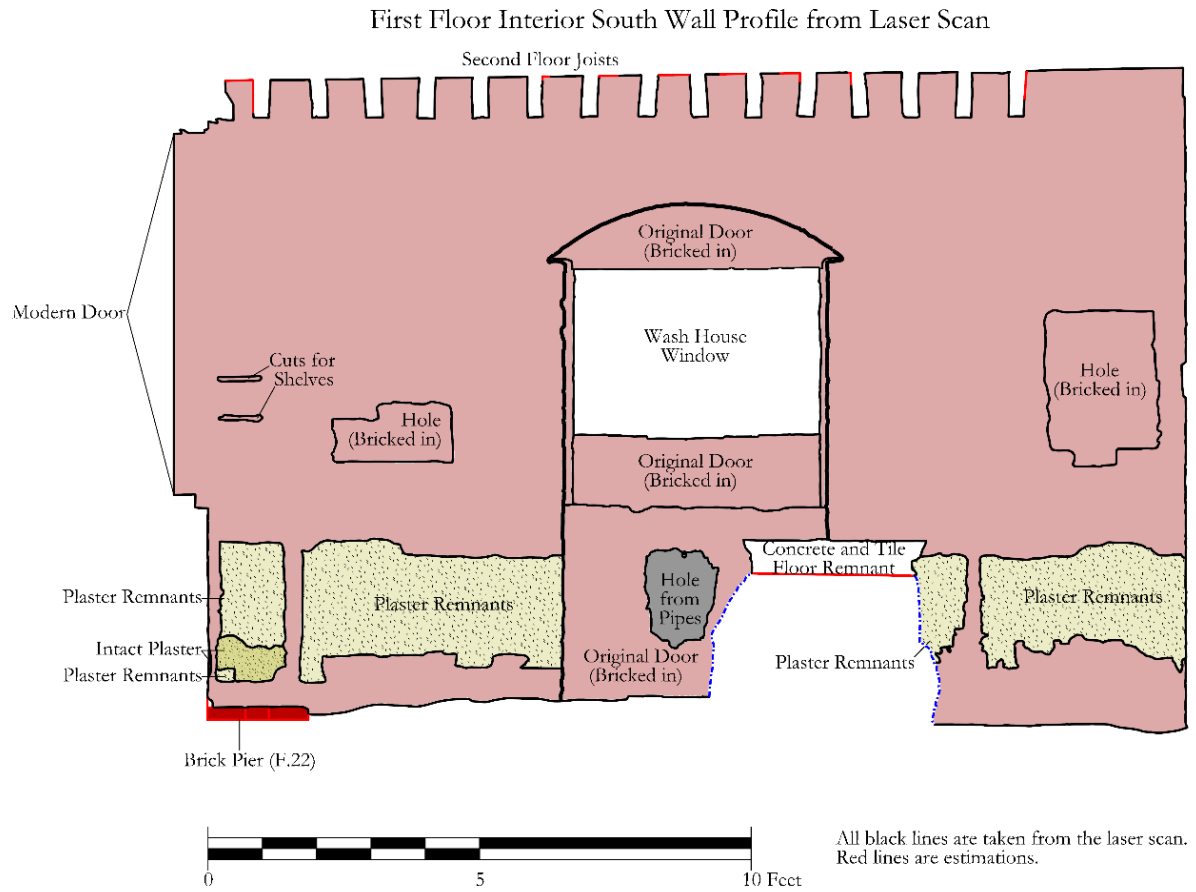 First Floor Interior South Wall Profile from Laser Scan
Second Floor Joists
Original Door
(Bricked in)
Modern Door
Wash House
Window
Cuts for
Shelves
Hole
(Bricked in)
Hole
(Bricked in)
Original Door
(Bricked in)
Concrete and Tile
Floor Remnant
Plaster Remnants
Plaster Remnants
Hole
from
Pipes
Plaster Remnants
Intact Plaster
Plaster Remnants
Original Door
(Bricked in)
Plaster Remnants
Brick Pier (F.22)
0
5
10 Feet
All black lines are taken from the laser scan.
Red lines are estimations.